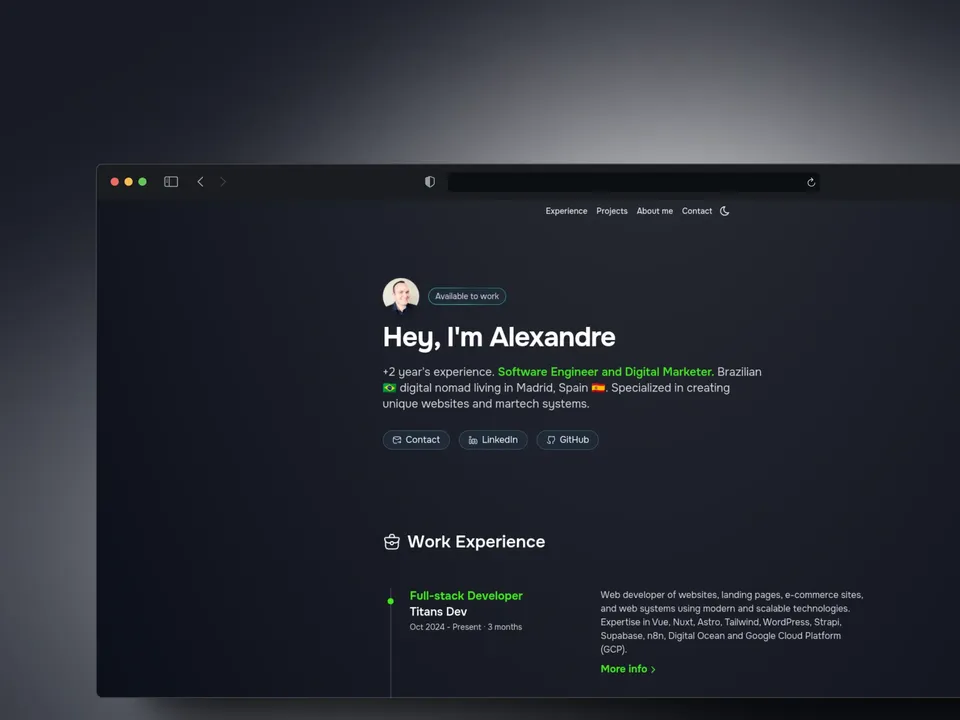 Experience Projects About me Contact
Available to work
Hey, I'm Alexandre
+2 year's experience. Software Engineer and Digital Marketer. Brazilian
🇧🇷 digital nomad living in Madrid, Spain 🇪🇸. Specialized in creating
unique websites and martech systems.
Contact LinkedIn GitHub
Work Experience
Full-stack Developer
Titans Dev
Oct 2024 - Present · 3 months
Web developer of websites, landing pages, e-commerce sites,
and web systems using modern and scalable technologies.
Expertise in Vue, Nuxt, Astro, Tailwind, WordPress, Strapi,
Supabase, n8n, Digital Ocean and Google Cloud Platform
(GCP).
More info >